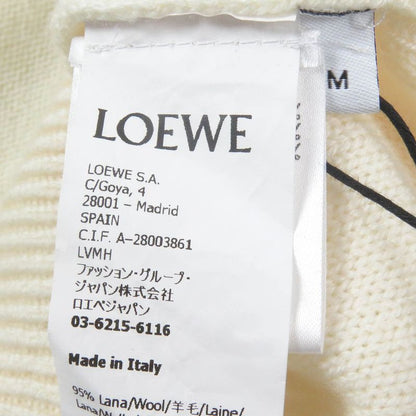 M
LOEWE
LOEWE S.A.
C/Goya, 4
28001 - Madrid
SPAIN
C.I.F. A-28003861
LVMH
ファッション・グループ・
ジャパン株式会社
ロエベジャパン
03-6215-6116
Made in Italy
95% Lana/Wool/羊毛/Laine/